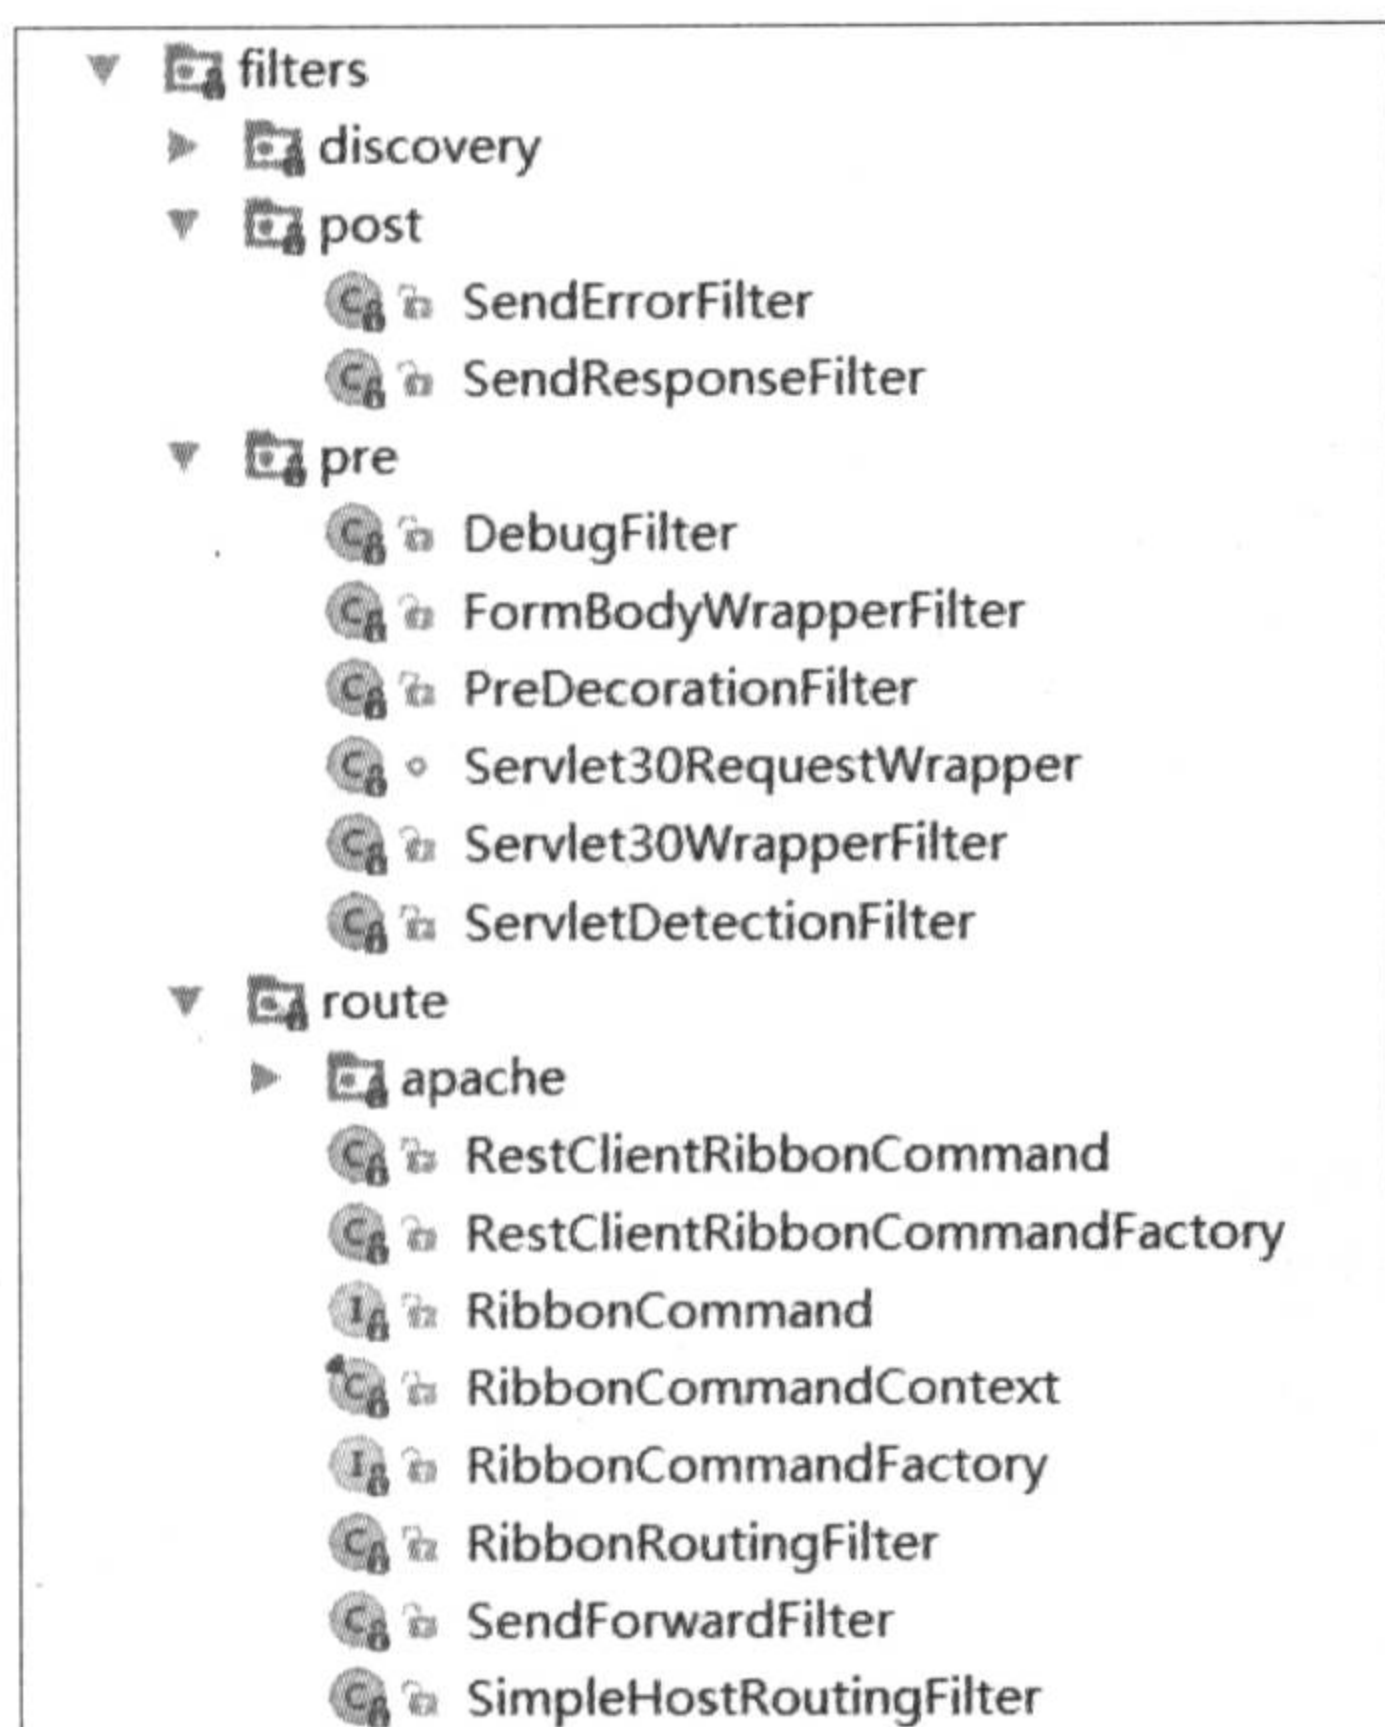 filters
discovery
post
SendErrorFilter
SendResponseFilter
pre
DebugFilter
FormBodyWrapperFilter
PreDecorationFilter
Servlet30RequestWrapper
Servlet30WrapperFilter
ServletDetectionFilter
route
apache
RestClientRibbonCommand
RestClientRibbonCommandFactory
RibbonCommand
RibbonCommandContext
RibbonCommandFactory
RibbonRoutingFilter
SendForwardFilter
SimpleHostRoutingFilter